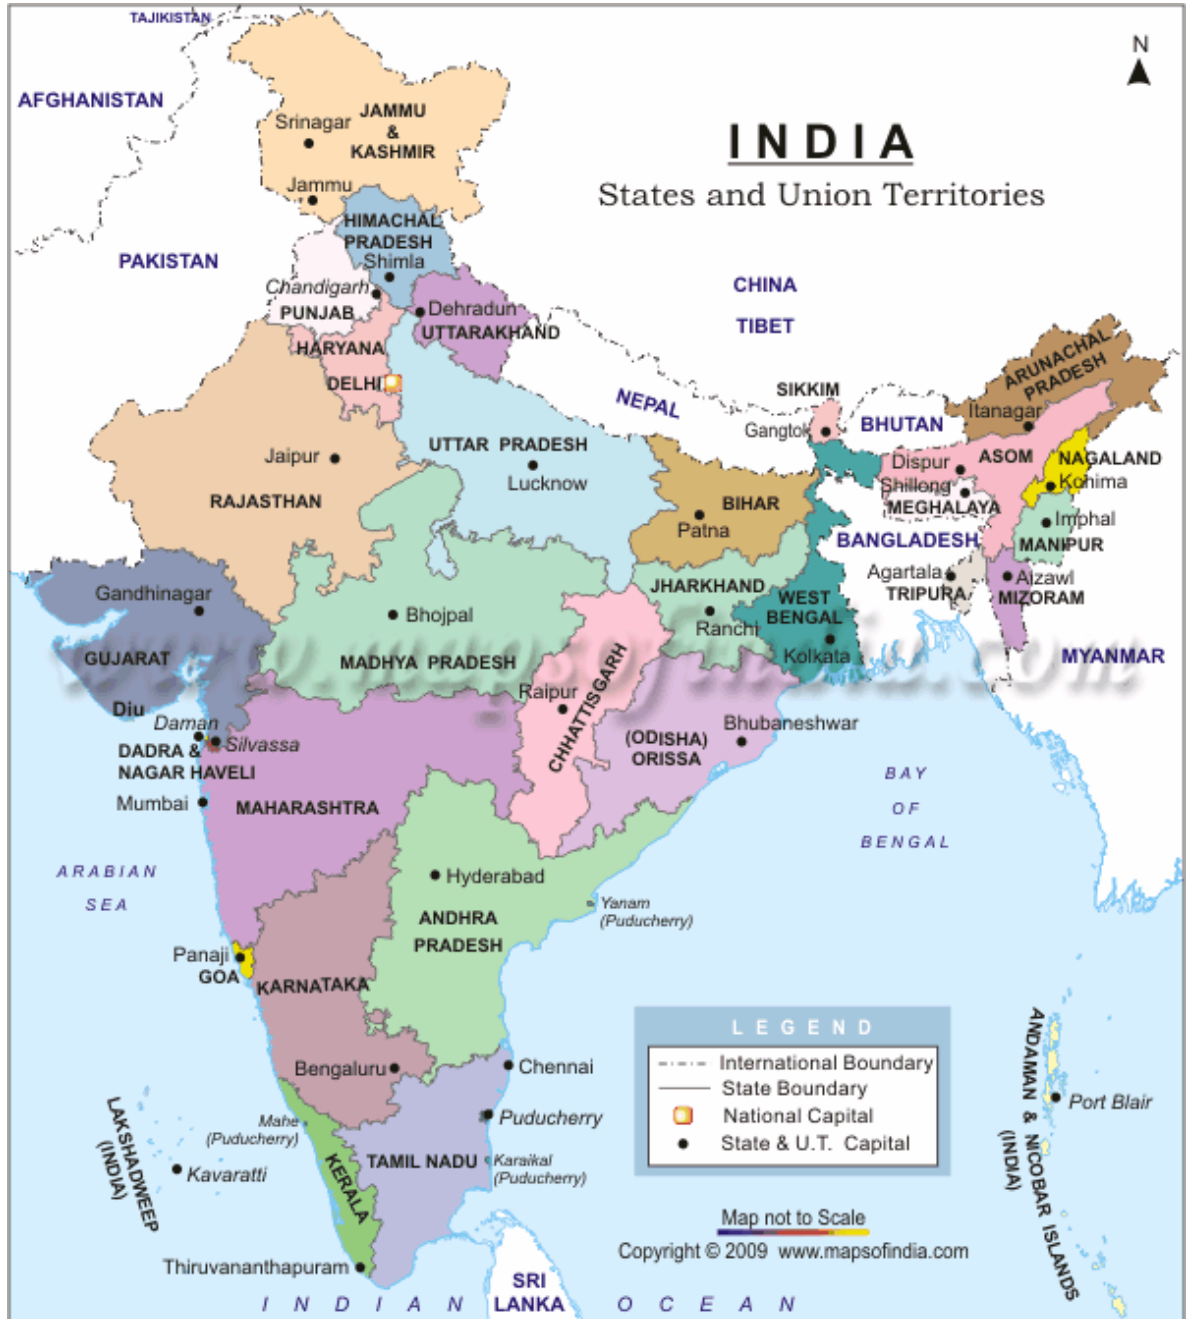 TAJIKISTAN
AFGHANISTAN
N
INDIA
States and Union Territories
JAMMU
&
KASHMIR
Srinagar
Jammu
HIMACHAL
PRADESH
Shimla
PAKISTAN
Chandigarh
PUNJAB
Dehradun
UTTARAKHAND
CHINA
TIBET
HARYANA
DELHI
NEPAL
SIKKIM
Gangtok
BHUTAN
ARUNACHAL
PRADESH
Itanagar
UTTAR PRADESH
Lucknow
Jaipur
RAJASTHAN
BIHAR
Patna
Dispur
ASOM
NAGALAND
Kohima
Shillong
MEGHALAYA
BANGLADESH
Imphal
MANIPUR
Agartala
TRIPURA
Aizawl
MIZORAM
MYANMAR
Gandhinagar
GUJARAT
Bhojpal
MADHYA PRADESH
JHARKHAND
Ranchi
WEST
BENGAL
Kolkata
www.mapsofindia.com
Diu
Daman
Silvassa
DADRA &
NAGAR HAVELI
Mumbai
MAHARASHTRA
Raipur
CHHATTISGARH
(ODISHA)
ORISSA
Bhubaneshwar
BAY
OF
BENGAL
ARABIAN
SEA
Hyderabad
ANDHRA
PRADESH
Yanam
(Puducherry)
Panaji
GOA
KARNATAKA
Bengaluru
Chennai
Puducherry
Mahe
(Puducherry)
KERALA
TAMIL NADU
Karaikal
(Puducherry)
LAKSHADWEEP
(INDIA)
Kavaratti
Thiruvananthapuram
SRI
LANKA
INDIAN OCEAN
LEGEND
International Boundary
State Boundary
National Capital
State & U.T. Capital
Map not to Scale
Copyright © 2009 www.mapsofindia.com
ANDAMAN & NICOBAR ISLANDS
(INDIA)
Port Blair